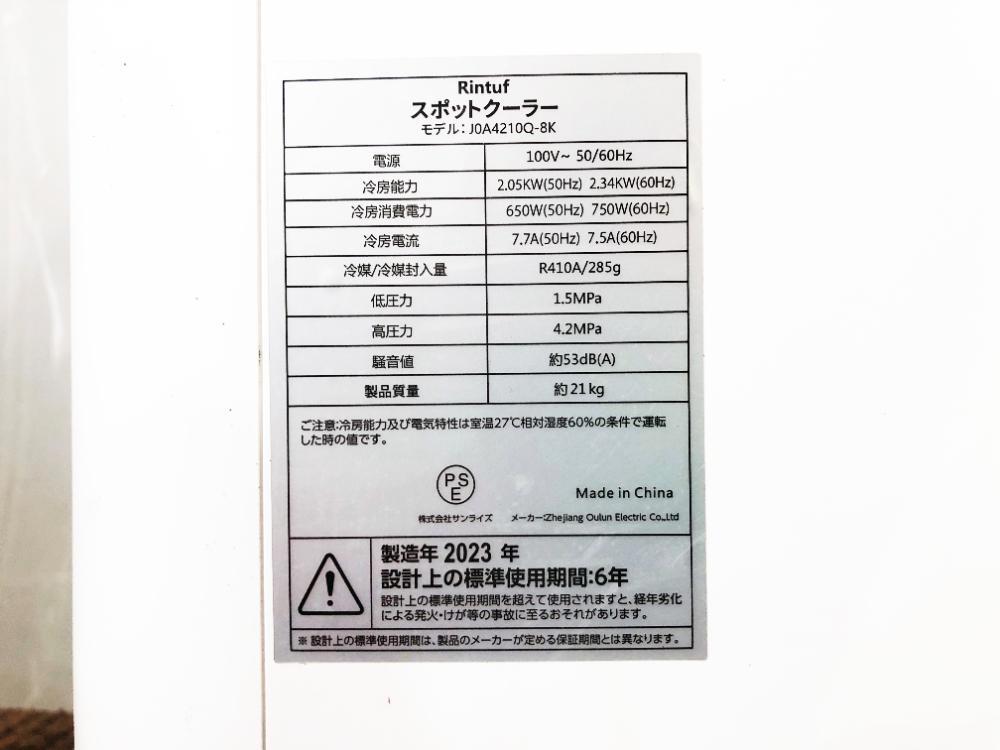 Rintuf
スポットクーラー
モデル：J0A4210Q-8K
電源 100V~ 50/60Hz
冷房能力 2.05KW(50Hz) 2.34KW(60Hz)
冷房消費電力 650W(50Hz) 750W(60Hz)
冷房電流 7.7A(50Hz) 7.5A(60Hz)
冷媒/冷媒封入量 R410A/285g
低圧力 1.5MPa
高圧力 4.2MPa
騒音値 約53dB(A)
製品質量 約21kg
ご注意:冷房能力及び電気特性は室温27℃相対湿度60%の条件で運転
した時の値です。
PS
E
Made in China
株式会社サンライズ メーカー:Zhejiang Oulun Electric Co.,Ltd
製造年 2023 年
設計上の標準使用期間:6年
設計上の標準使用期間を超えて使用されますと、経年劣化
による発火・けが等の事故に至るおそれがあります。
※ 設計上の標準使用期間は、製品のメーカーが定める保証期間とは異なります。